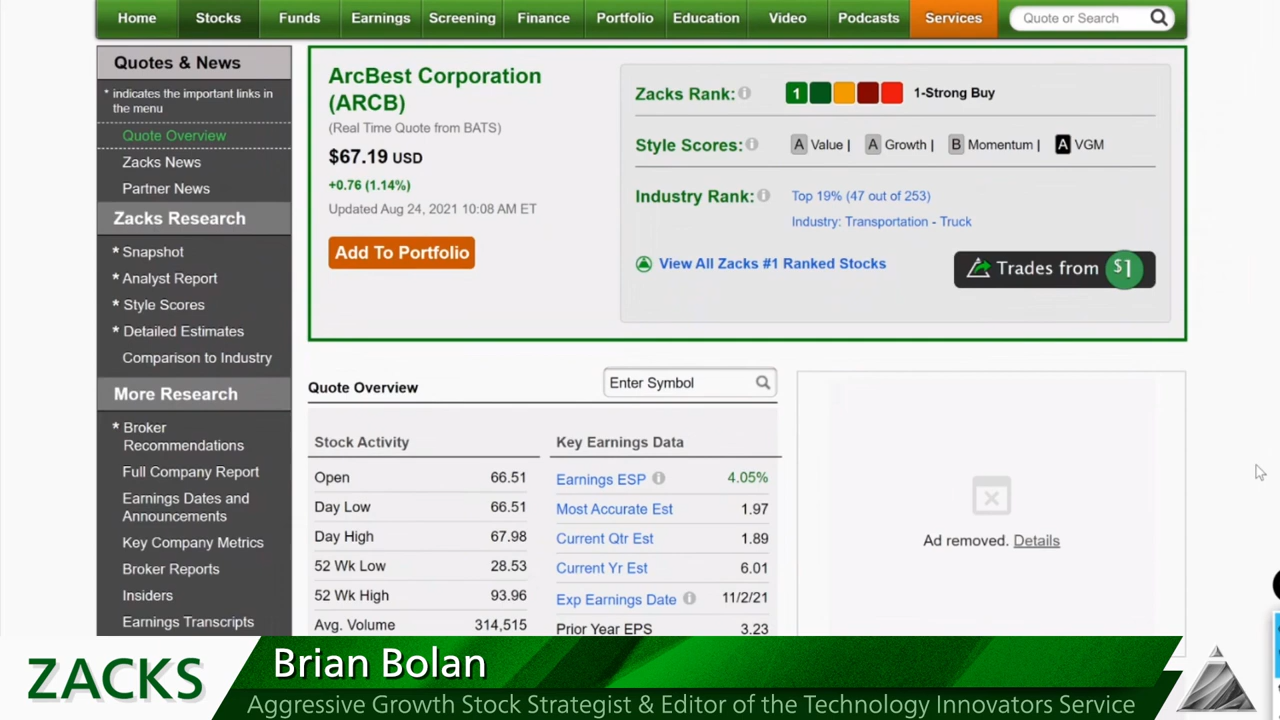 Home Stocks Funds Earnings Screening Finance Portfolio Education Video Podcasts Services Quote or Search
Quotes & News
* indicates the important links in
the menu
Quote Overview
Zacks News
Partner News
Zacks Research
* Snapshot
* Analyst Report
* Style Scores
* Detailed Estimates
Comparison to Industry
More Research
* Broker
Recommendations
Full Company Report
Earnings Dates and
Announcements
Key Company Metrics
Broker Reports
Insiders
Earnings Transcripts
ArcBest Corporation
(ARCB)
(Real Time Quote from BATS)
$67.19 USD
+0.76 (1.14%)
Updated Aug 24, 2021 10:08 AM ET
Add To Portfolio
Zacks Rank: 1 1-Strong Buy
Style Scores: A Value | A Growth | B Momentum | A VGM
Industry Rank: Top 19% (47 out of 253)
Industry: Transportation - Truck
View All Zacks #1 Ranked Stocks
Trades from $1
Quote Overview
Enter Symbol
Stock Activity
Open 66.51
Day Low 66.51
Day High 67.98
52 Wk Low 28.53
52 Wk High 93.96
Avg. Volume 314,515
Key Earnings Data
Earnings ESP 4.05%
Most Accurate Est 1.97
Current Qtr Est 1.89
Current Yr Est 6.01
Exp Earnings Date 11/2/21
Prior Year EPS 3.23
Ad removed. Details
ZACKS
Brian Bolan
Aggressive Growth Stock Strategist & Editor of the Technology Innovators Service